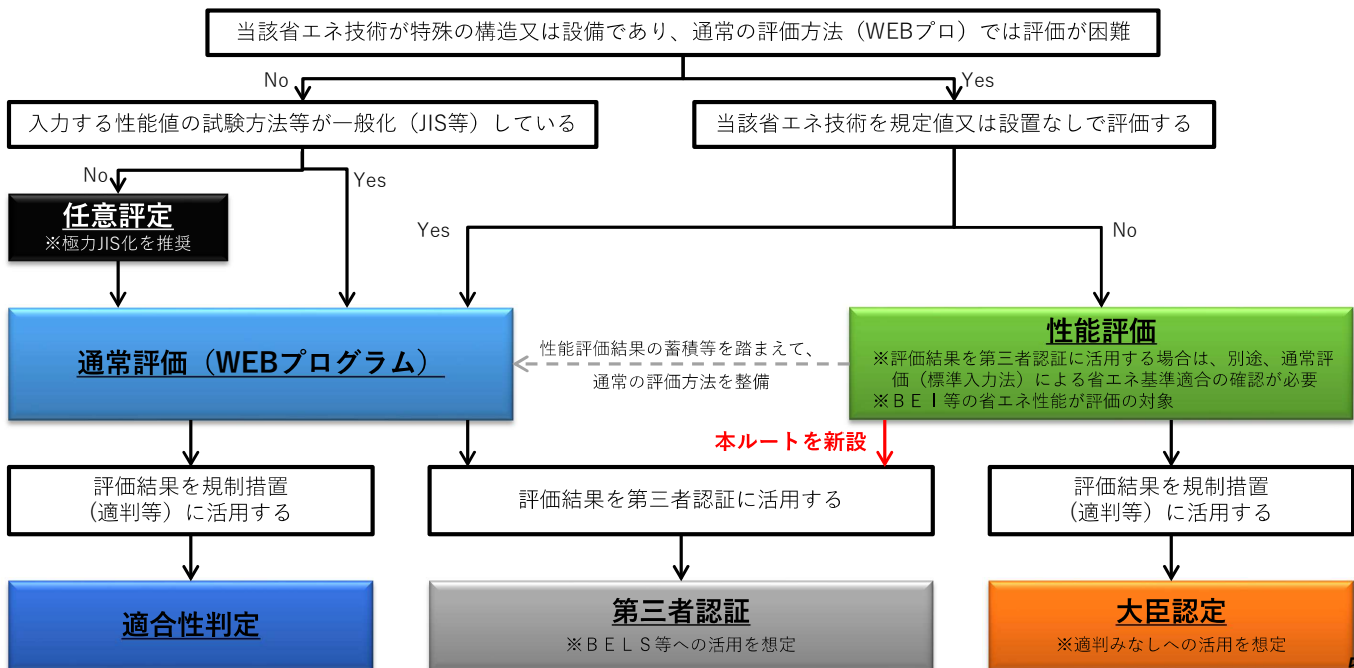 当該省エネ技術が特殊の構造又は設備であり、通常の評価方法（WEBプロ）では評価が困難
No
Yes
入力する性能値の試験方法等が一般化（JIS等）している
当該省エネ技術を規定値又は設置なしで評価する
No
Yes
任意評定
※極力JIS化を推奨
Yes
No
通常評価（WEBプログラム）
性能評価結果の蓄積等を踏まえて、
通常の評価方法を整備
性能評価
※評価結果を第三者認証に活用する場合は、別途、通常評
価（標準入力法）による省エネ基準適合の確認が必要
※ＢＥＩ等の省エネ性能が評価の対象
本ルートを新設
評価結果を規制措置
(適判等）に活用する
評価結果を第三者認証に活用する
評価結果を規制措置
(適判等）に活用する
適合性判定
第三者認証
※ＢＥＬＳ等への活用を想定
大臣認定
※適判みなしへの活用を想定